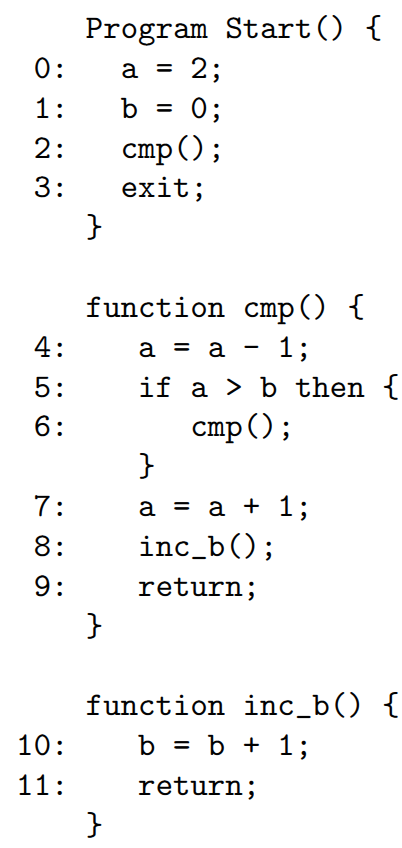 Program Start() {
0: a = 2;
1: b = 0;
2: cmp();
3: exit;
}
function cmp() {
4: a = a - 1;
5: if a > b then {
6: cmp();
}
7: a = a + 1;
8: inc_b();
9: return;
}
function inc_b() {
10: b = b + 1;
11: return;
}